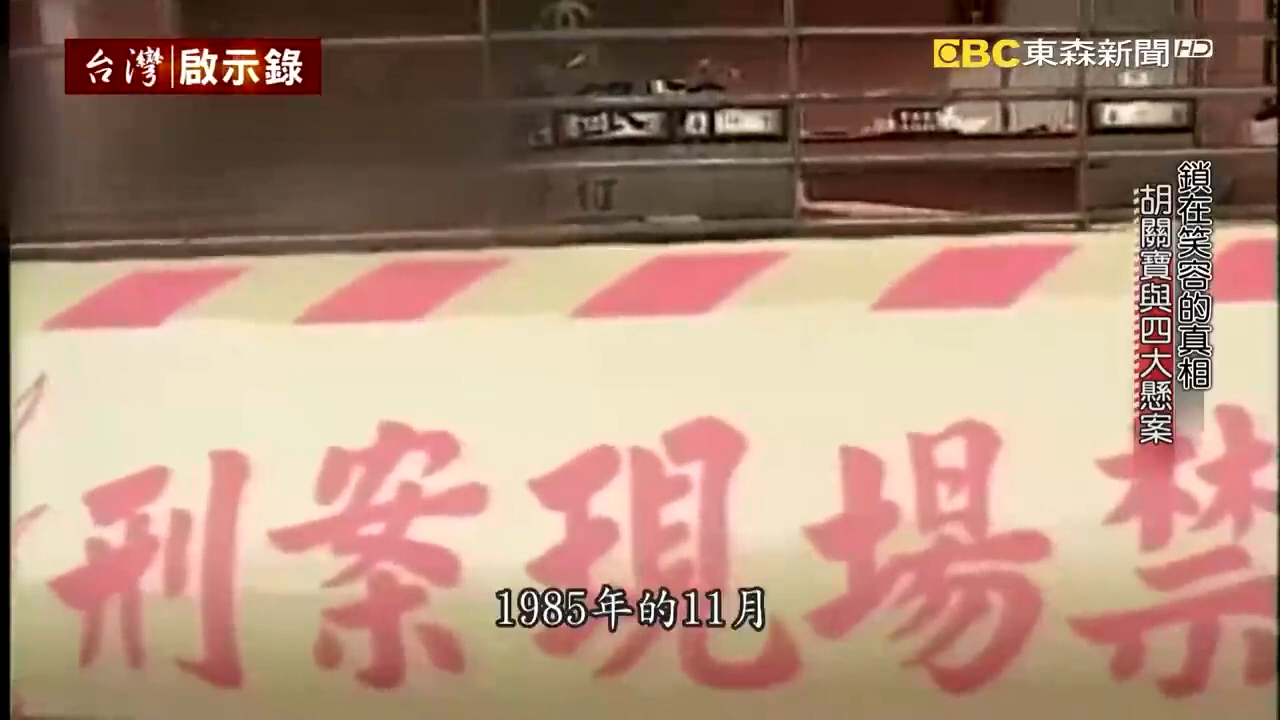 台灣|啟示錄
EBC東森新聞HD
鎖在笑容的真相
胡關寶與四大懸案
刑案現場禁
1985年的11月